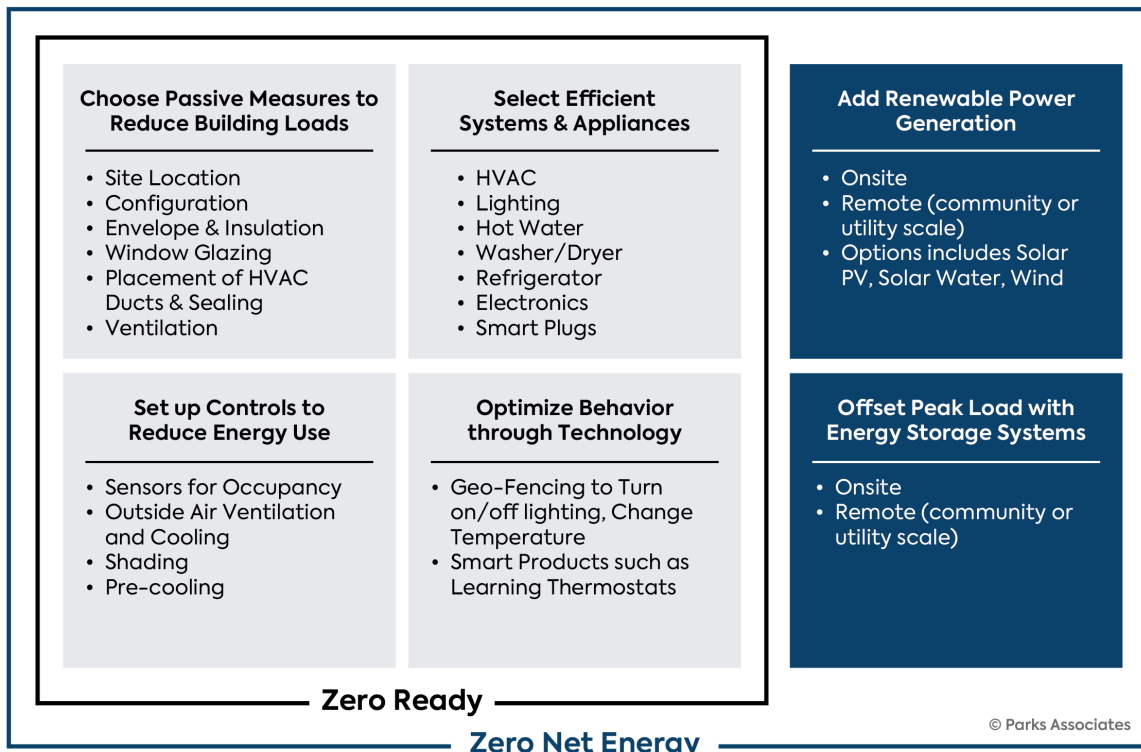 Choose Passive Measures to
Reduce Building Loads
• Site Location
• Configuration
• Envelope & Insulation
• Window Glazing
• Placement of HVAC
Ducts & Sealing
• Ventilation
Select Efficient
Systems & Appliances
• HVAC
• Lighting
• Hot Water
• Washer/Dryer
• Refrigerator
• Electronics
• Smart Plugs
Add Renewable Power
Generation
• Onsite
• Remote (community or
utility scale)
• Options includes Solar
PV, Solar Water, Wind
Set up Controls to
Reduce Energy Use
• Sensors for Occupancy
• Outside Air Ventilation
and Cooling
• Shading
• Pre-cooling
Optimize Behavior
through Technology
• Geo-Fencing to Turn
on/off lighting, Change
Temperature
• Smart Products such as
Learning Thermostats
Offset Peak Load with
Energy Storage Systems
• Onsite
• Remote (community or
utility scale)
Zero Ready
© Parks Associates
Zero Net Energy